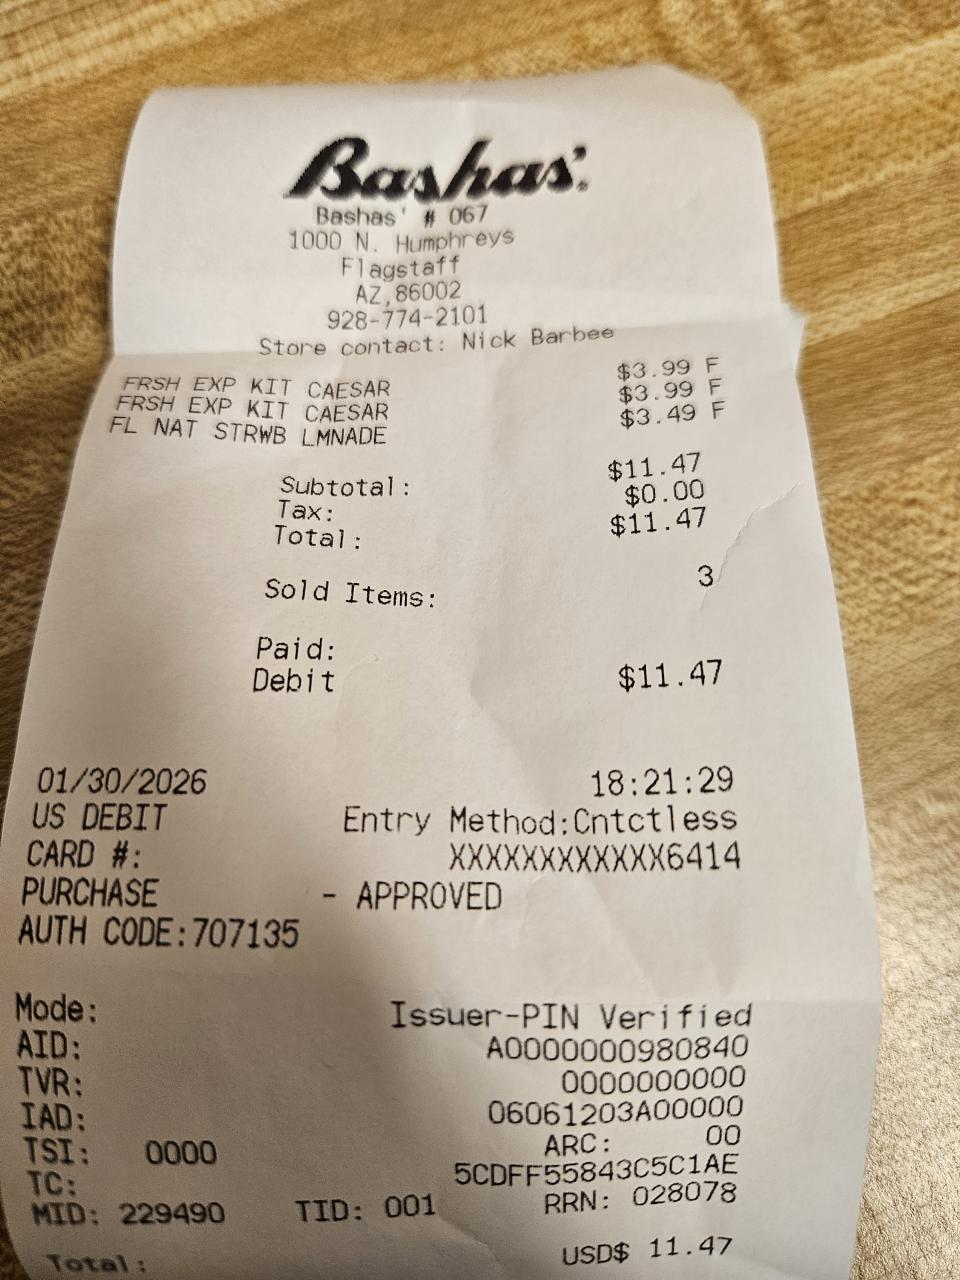 Bashas'.
Bashas' # 067
1000 N. Humphreys
Flagstaff
AZ,86002
928-774-2101
Store contact: Nick Barbee
FRSH EXP KIT CAESAR $3.99 F
FRSH EXP KIT CAESAR $3.99 F
FL NAT STRWB LMNADE $3.49 F
Subtotal: $11.47
Tax: $0.00
Total: $11.47
Sold Items: 3
Paid:
Debit $11.47
01/30/2026 18:21:29
US DEBIT Entry Method:Cntctless
CARD #: XXXXXXXXXXXX6414
PURCHASE - APPROVED
AUTH CODE:707135
Mode: Issuer-PIN Verified
AID: A0000000980840
TVR: 0000000000
IAD: 06061203A00000
TSI: 0000 ARC: 00
TC: 5CDFF55843C5C1AE
MID: 229490 TID: 001 RRN: 028078
Total: USD$ 11.47